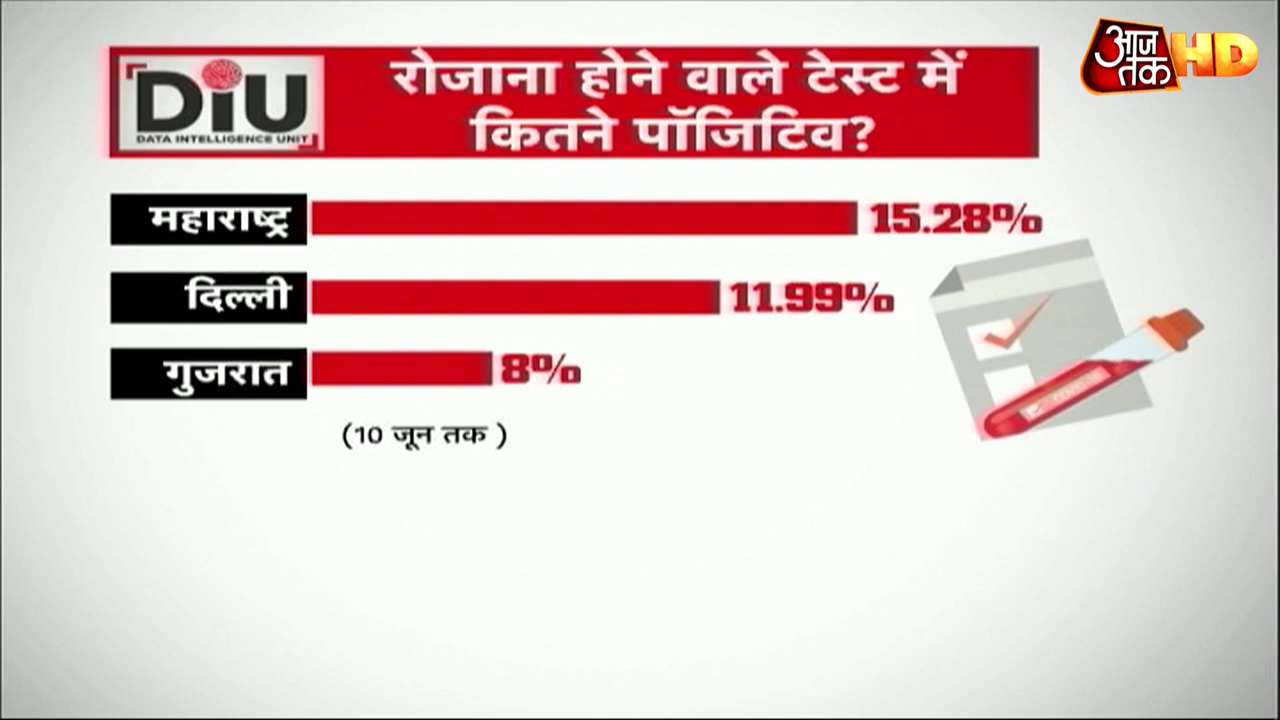 DIU
DATA INTELLIGENCE UNIT
रोजाना होने वाले टेस्ट में
कितने पॉजिटिव?
आज तक HD
महाराष्ट्र 15.28%
दिल्ली 11.99%
गुजरात 8%
(10 जून तक )